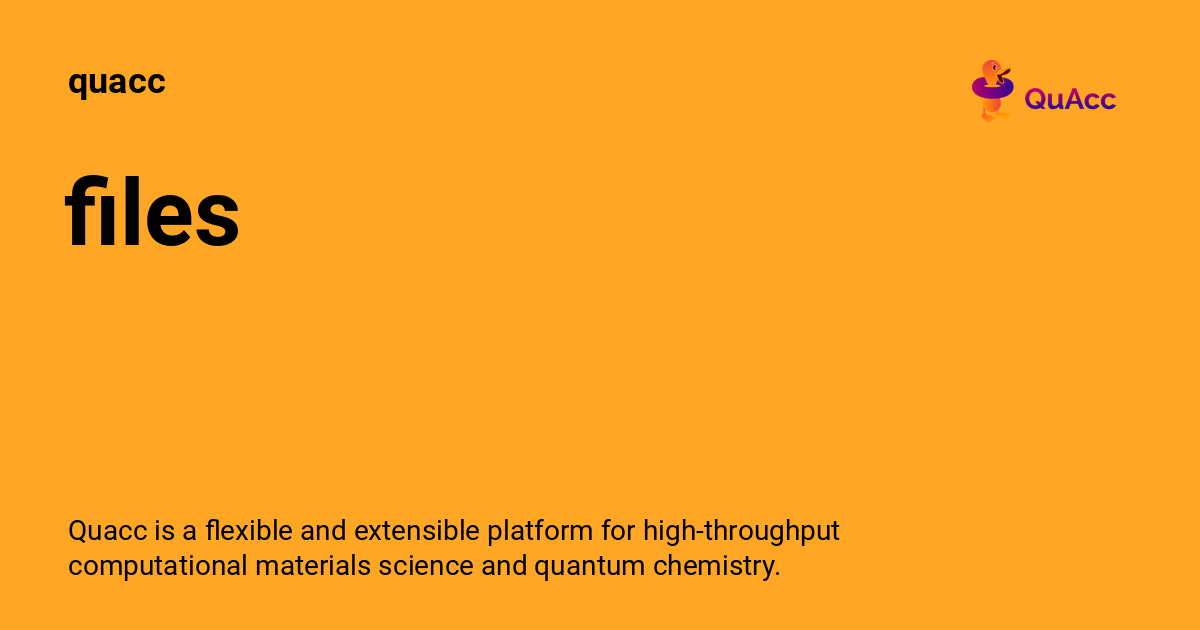 quacc
QuAcc
files
Quacc is a flexible and extensible platform for high-throughput
computational materials science and quantum chemistry.